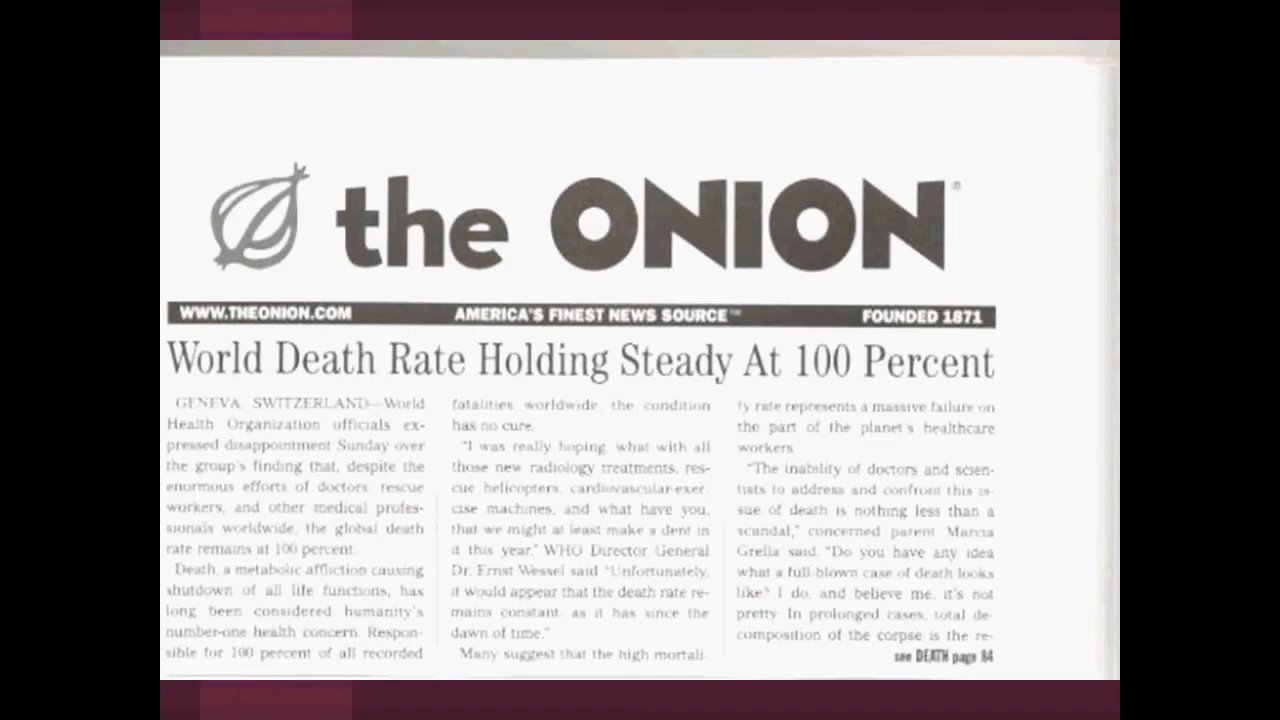 the ONION®
WWW.THEONION.COM AMERICA'S FINEST NEWS SOURCE™ FOUNDED 1871
World Death Rate Holding Steady At 100 Percent
GENEVA, SWITZERLAND—World
Health Organization officials ex-
pressed disappointment Sunday over
the group's finding that, despite the
enormous efforts of doctors, rescue
workers, and other medical profes-
sionals worldwide, the global death
rate remains at 100 percent.
Death, a metabolic affliction causing
shutdown of all life functions, has
long been considered humanity's
number-one health concern. Respon-
sible for 100 percent of all recorded
fatalities worldwide, the condition
has no cure.
"I was really hoping, what with all
those new radiology treatments, res-
cue helicopters, cardiovascular-exer-
cise machines, and what have you,
that we might at least make a dent in
it this year," WHO Director General
Dr. Ernst Wessel said "Unfortunately,
it would appear that the death rate re-
mains constant, as it has since the
dawn of time."
Many suggest that the high mortali-
ty rate represents a massive failure on
the part of the planet's healthcare
workers.
"The inability of doctors and scien-
tists to address and confront this is-
sue of death is nothing less than a
scandal," concerned parent Marcia
Grella said. "Do you have any idea
what a full-blown case of death looks
like? I do, and believe me, it's not
pretty. In prolonged cases, total de-
composition of the corpse is the re-
see DEATH page 84